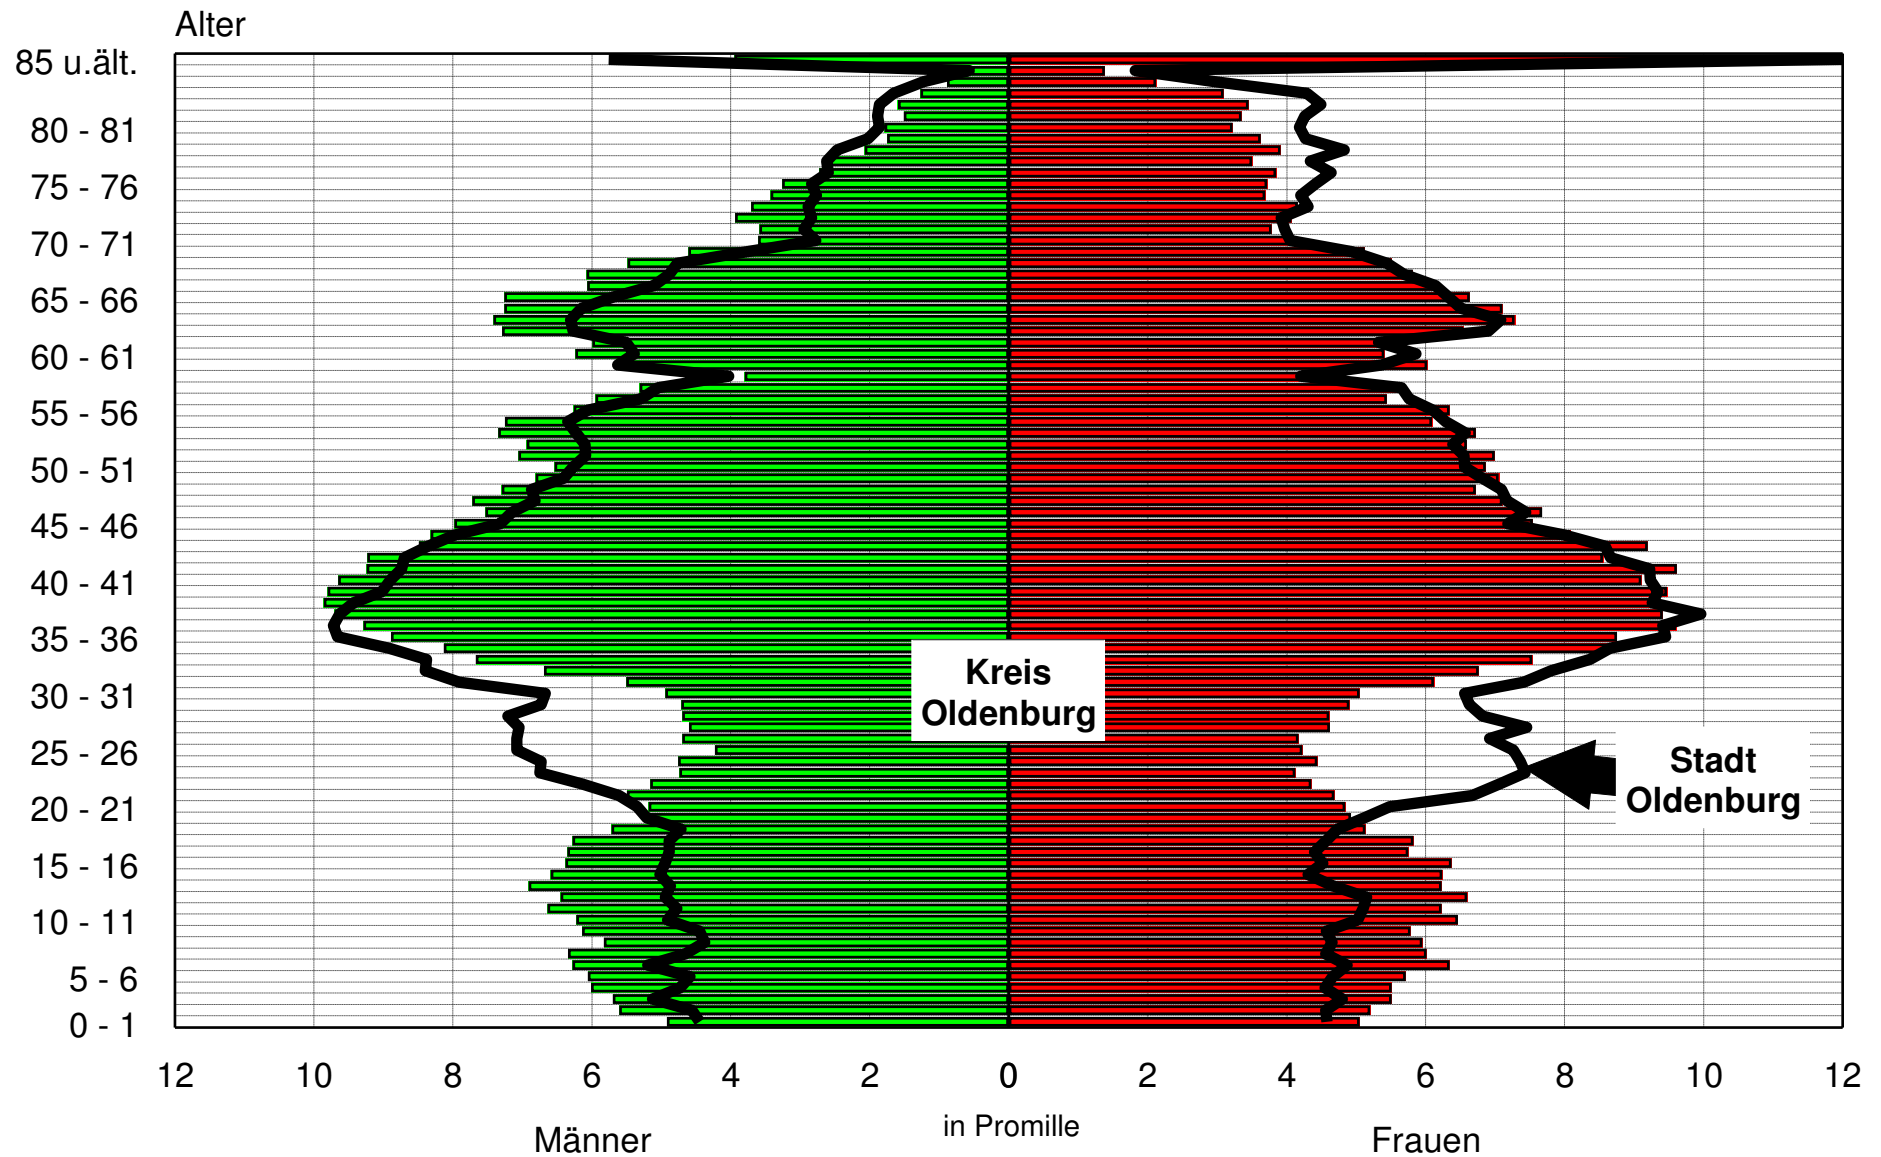 Alter
85 u.ält.
80 - 81
75 - 76
70 - 71
65 - 66
60 - 61
55 - 56
50 - 51
45 - 46
40 - 41
35 - 36
30 - 31
25 - 26
20 - 21
15 - 16
10 - 11
5 - 6
0 - 1
Kreis
Oldenburg
Stadt
Oldenburg
12 10 8 6 4 2 0 2 4 6 8 10 12
in Promille
Männer Frauen